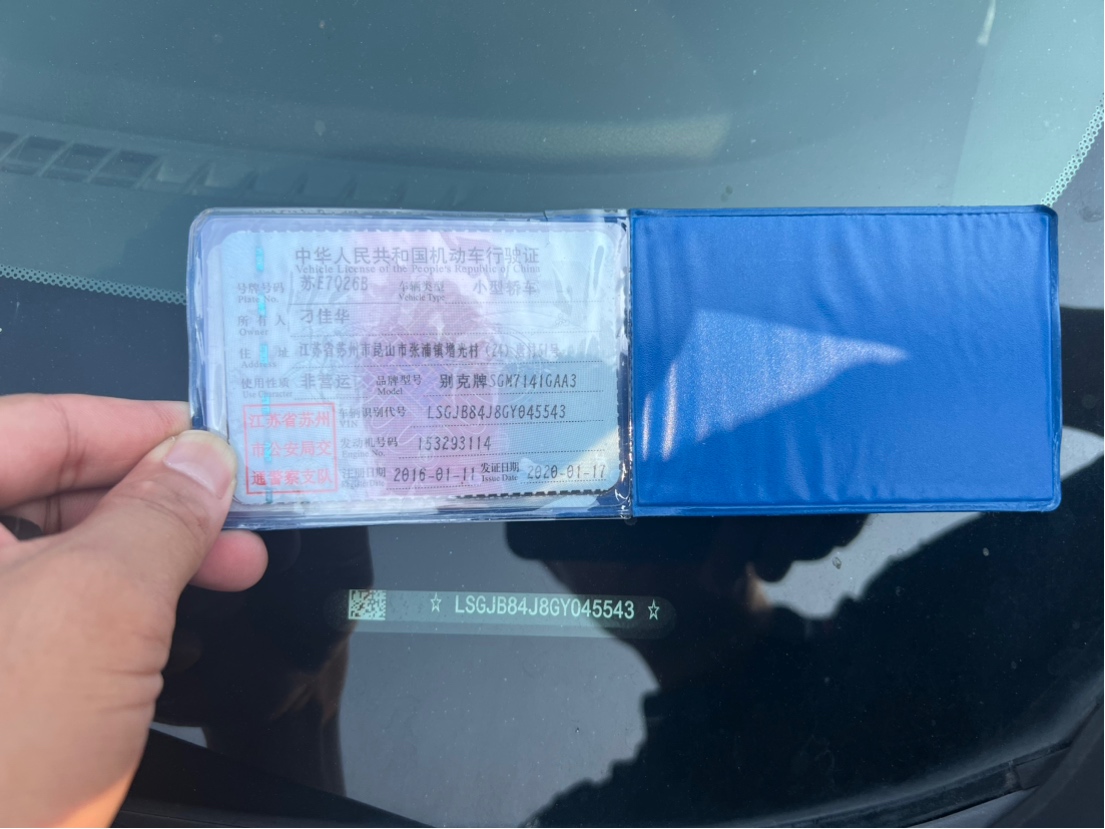 中华人民共和国机动车行驶证
Vehicle License of the People's Republic of China
号牌号码 苏E7Q26B 车辆类型 小型轿车
Plate No. Vehicle Type
所有人 刁佳华
Owner
住址 江苏省苏州市昆山市张浦镇增光村(24)
Address
使用性质 非营运 品牌型号 别克牌SGM7141GAA3
Use Character Model
江苏省苏州
市公安局交
通警察支队
车辆识别代号 LSGJB84J8GY045543
VIN
发动机号码 153293114
Engine No.
注册日期 2016-01-11 发证日期 2020-01-17
Register Date Issue Date
☆ LSGJB84J8GY045543 ☆